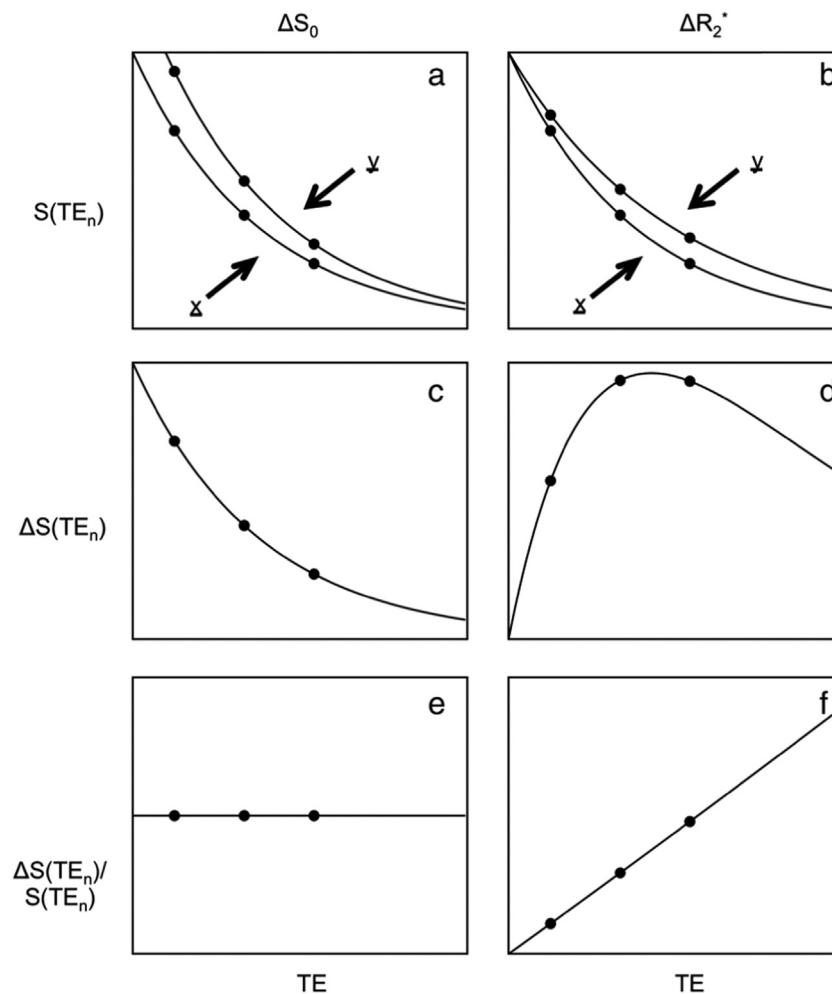 ΔS₀ ΔR₂*
a b
S(TEₙ)
y y
x x
c d
ΔS(TEₙ)
e f
ΔS(TEₙ)/
S(TEₙ)
TE TE